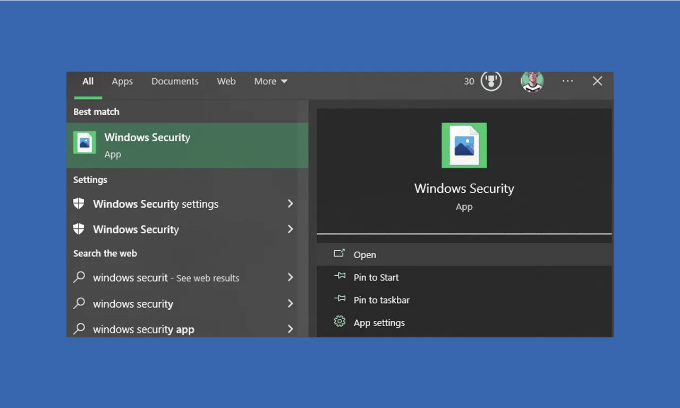 All Apps Documents Web More 30
Best match
Windows Security
App
Settings
Windows Security settings
Windows Security
Search the web
windows securit - See web results
windows security
windows security app
Windows Security
App
Open
Pin to Start
Pin to taskbar
App settings